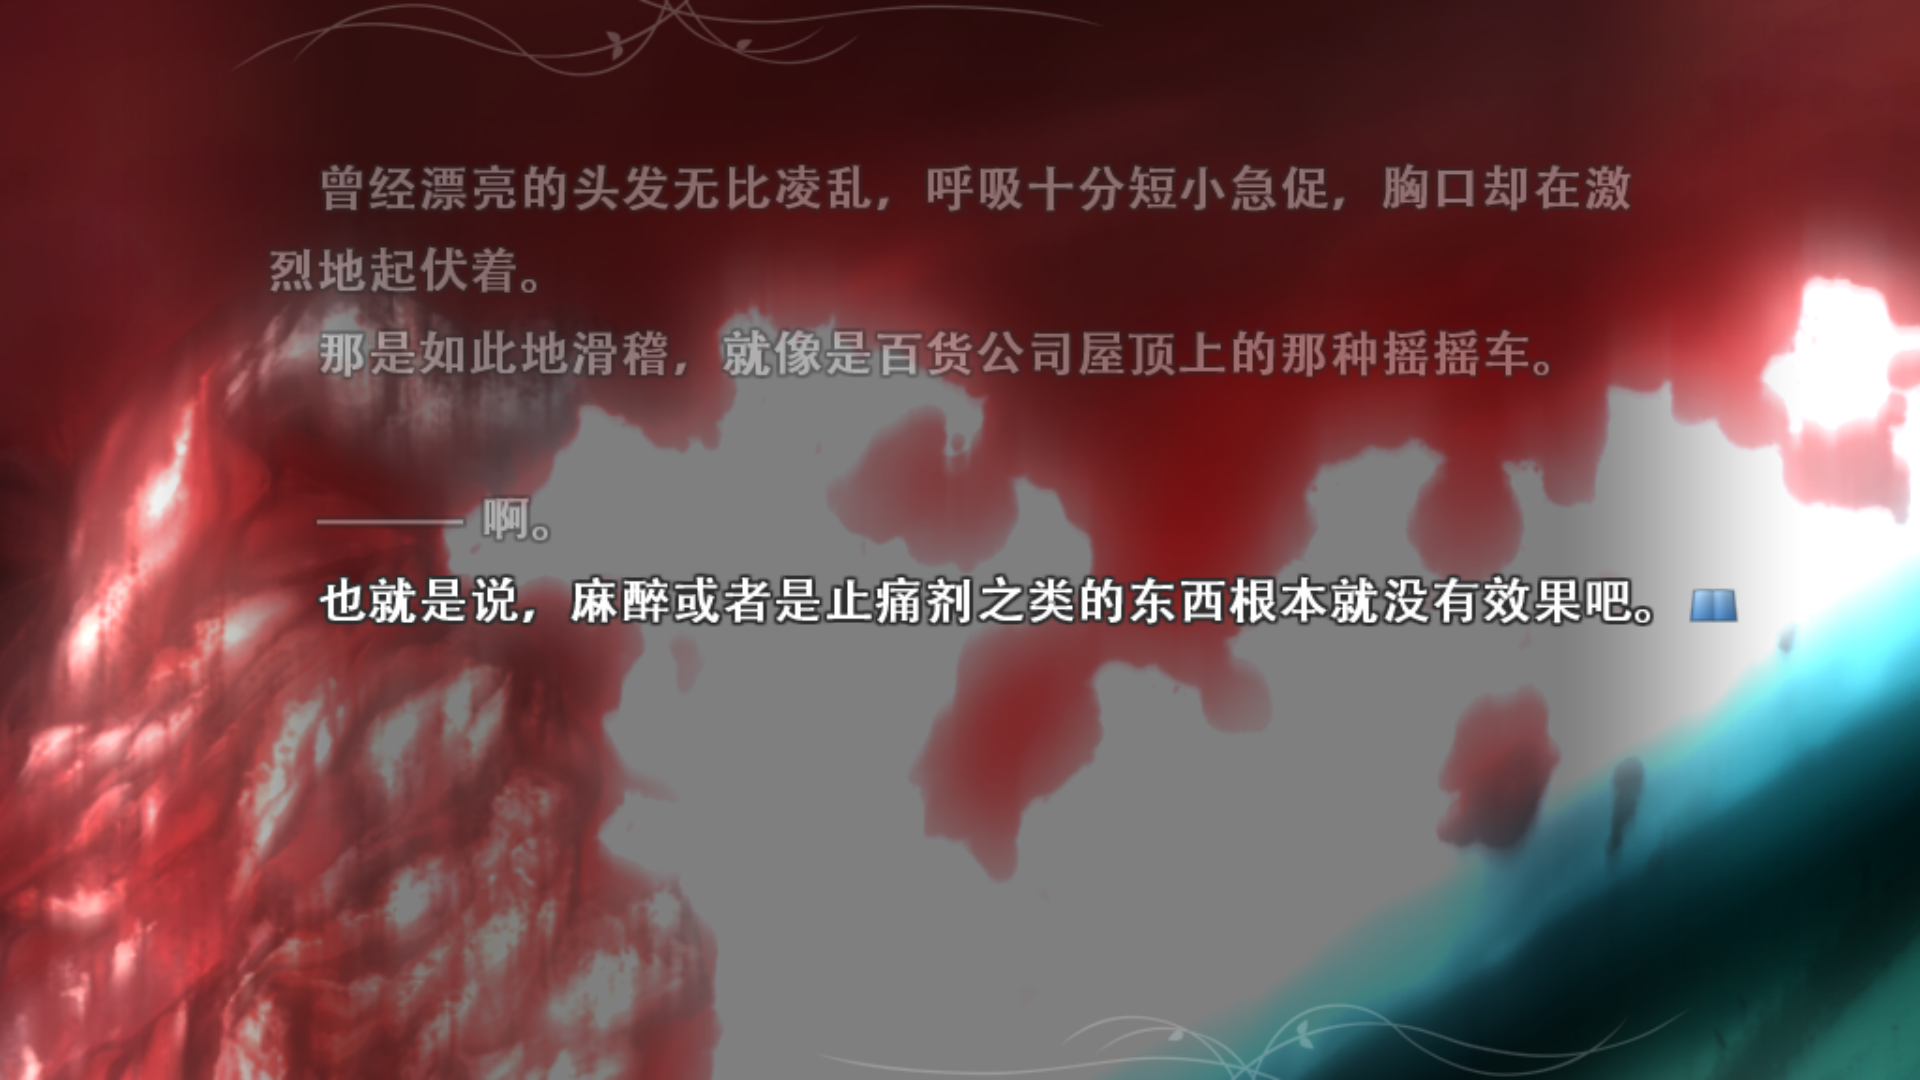 曾经漂亮的头发无比凌乱，呼吸十分短小急促，胸口却在激
烈地起伏着。
那是如此地滑稽，就像是百货公司屋顶上的那种摇摇车。
——— 啊。
也就是说，麻醉或者是止痛剂之类的东西根本就没有效果吧。